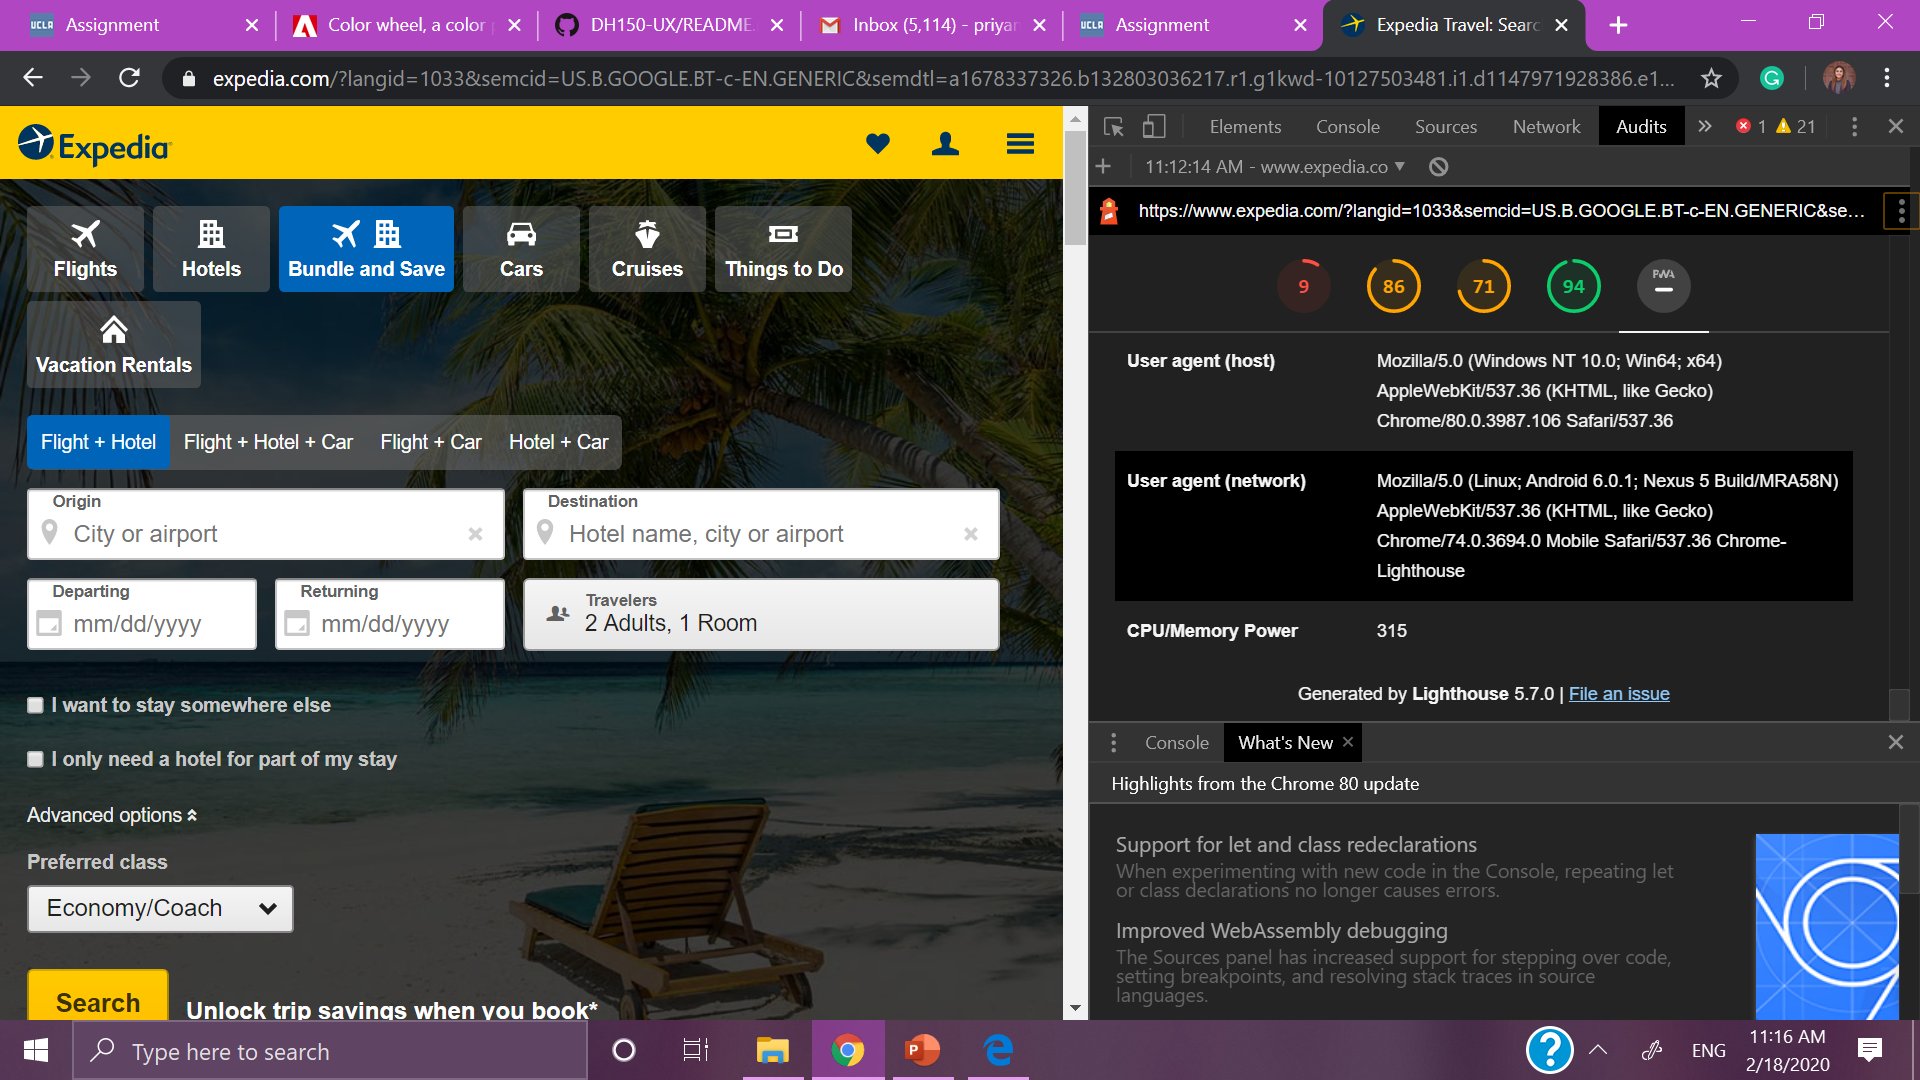 Assignment
Color wheel, a color
DH150-UX/README.
Inbox (5,114) - priyar
Assignment
Expedia Travel: Searc
expedia.com/?langid=1033&semcid=US.B.GOOGLE.BT-c-EN.GENERIC&semdtl=a1678337326.b132803036217.r1.g1kwd-10127503481.i1.d1147971928386.e1...
Expedia
Flights
Hotels
Bundle and Save
Cars
Cruises
Things to Do
Vacation Rentals
Flight + Hotel
Flight + Hotel + Car
Flight + Car
Hotel + Car
Origin
City or airport
Destination
Hotel name, city or airport
Departing
mm/dd/yyyy
Returning
mm/dd/yyyy
Travelers
2 Adults, 1 Room
I want to stay somewhere else
I only need a hotel for part of my stay
Advanced options
Preferred class
Economy/Coach
Search
Unlock trip savings when you book*
Elements
Console
Sources
Network
Audits
1
21
11:12:14 AM - www.expedia.co
https://www.expedia.com/?langid=1033&semcid=US.B.GOOGLE.BT-c-EN.GENERIC&se...
9
86
71
94
PWA
User agent (host)
Mozilla/5.0 (Windows NT 10.0; Win64; x64)
AppleWebKit/537.36 (KHTML, like Gecko)
Chrome/80.0.3987.106 Safari/537.36
User agent (network)
Mozilla/5.0 (Linux; Android 6.0.1; Nexus 5 Build/MRA58N)
AppleWebKit/537.36 (KHTML, like Gecko)
Chrome/74.0.3694.0 Mobile Safari/537.36 Chrome-
Lighthouse
CPU/Memory Power
315
Generated by Lighthouse 5.7.0 | File an issue
Console
What's New
Highlights from the Chrome 80 update
Support for let and class redeclarations
When experimenting with new code in the Console, repeating let
or class declarations no longer causes errors.
Improved WebAssembly debugging
The Sources panel has increased support for stepping over code,
setting breakpoints, and resolving stack traces in source
languages.
Type here to search
ENG
11:16 AM
2/18/2020